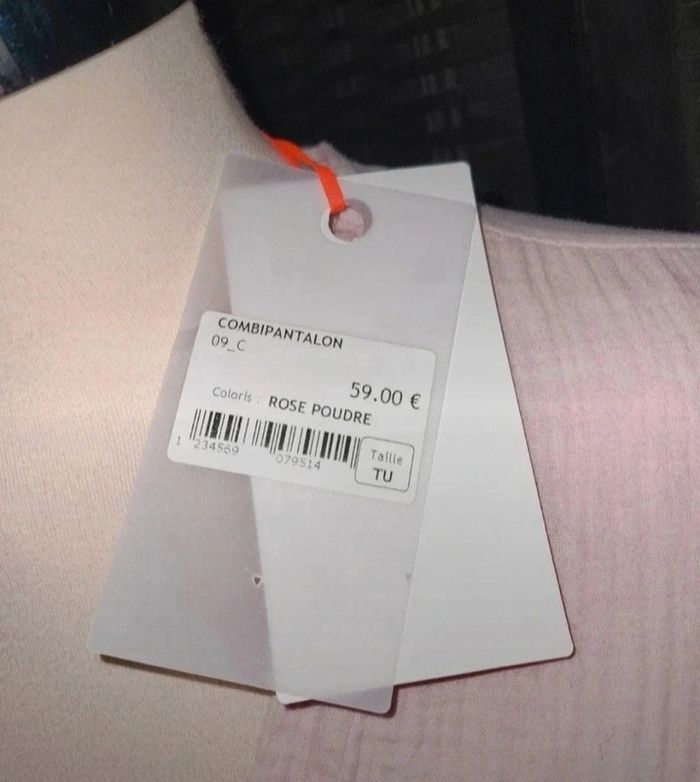 COMBIPANTALON
09_C
59.00 €
Coloris : ROSE POUDRE
1 234569 079514
Taille
TU